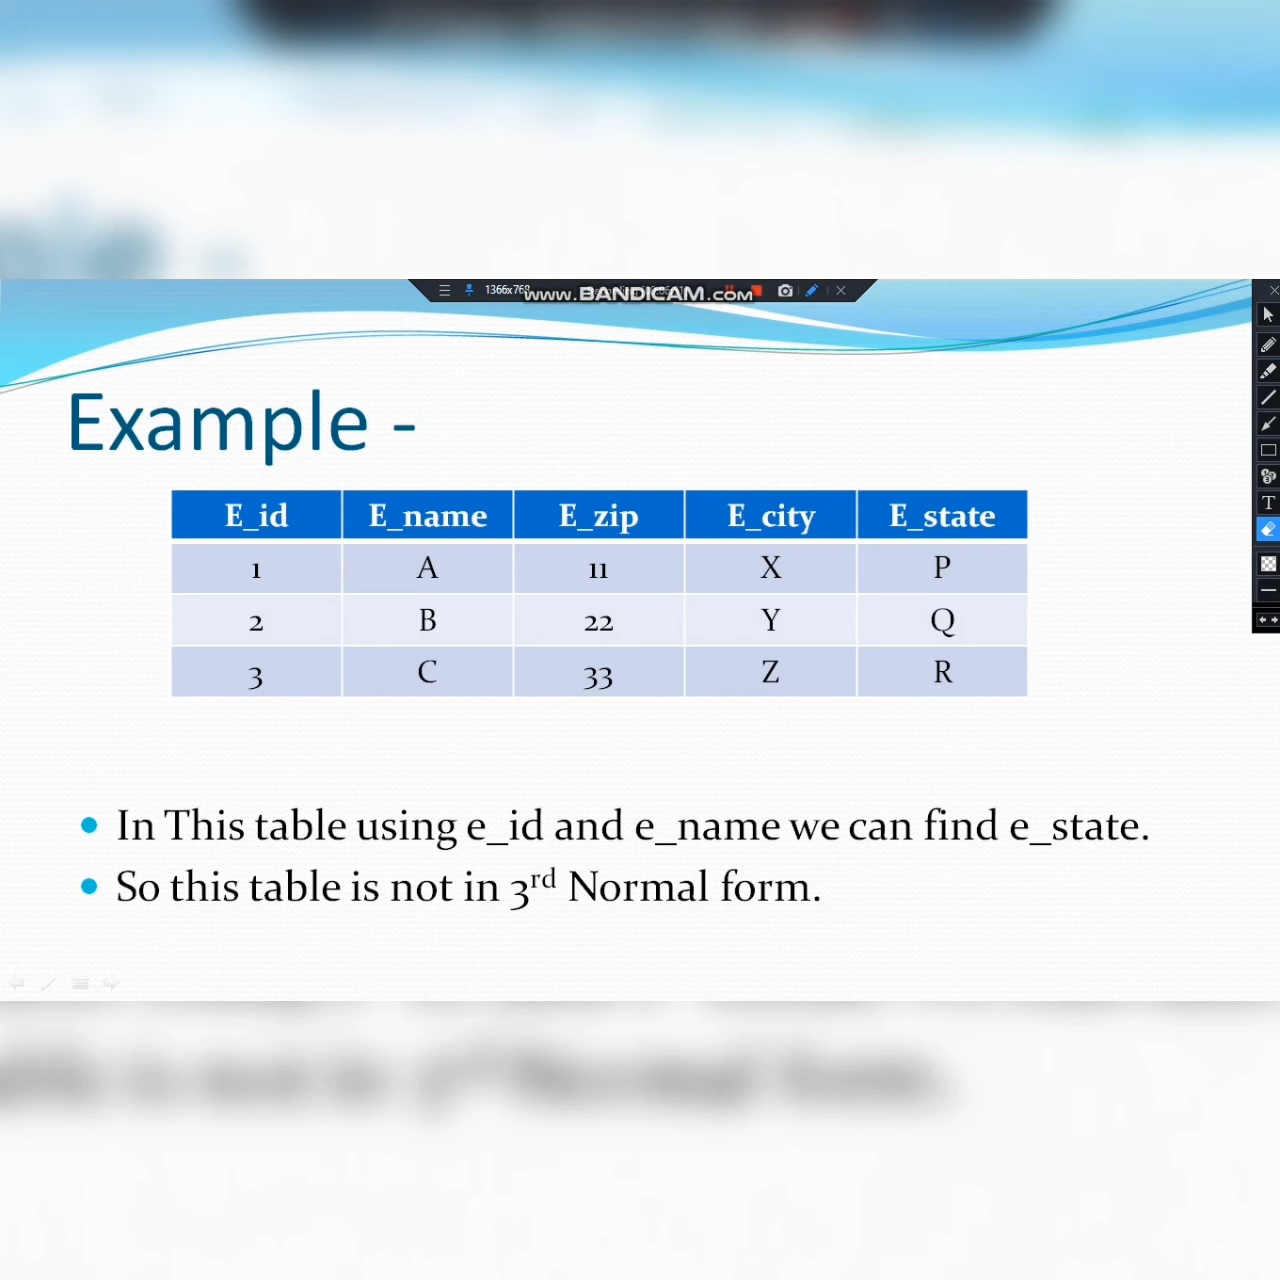 1366x768
www.BANDICAM.com
Example -
E_id E_name E_zip E_city E_state
1 A 11 X P
2 B 22 Y Q
3 C 33 Z R
In This table using e_id and e_name we can find e_state.
So this table is not in 3rd Normal form.